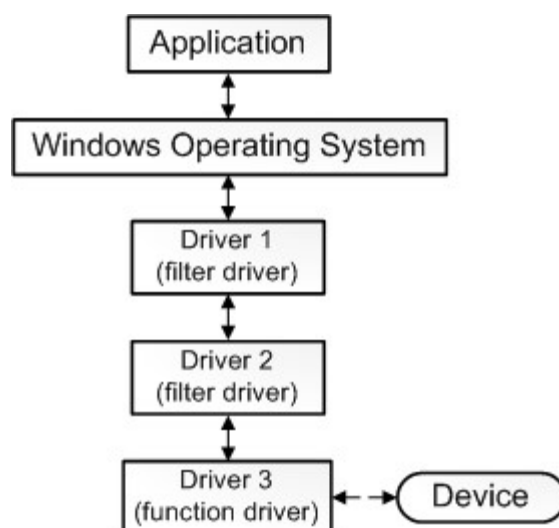 Application
Windows Operating System
Driver 1
(filter driver)
Driver 2
(filter driver)
Driver 3
(function driver)
Device